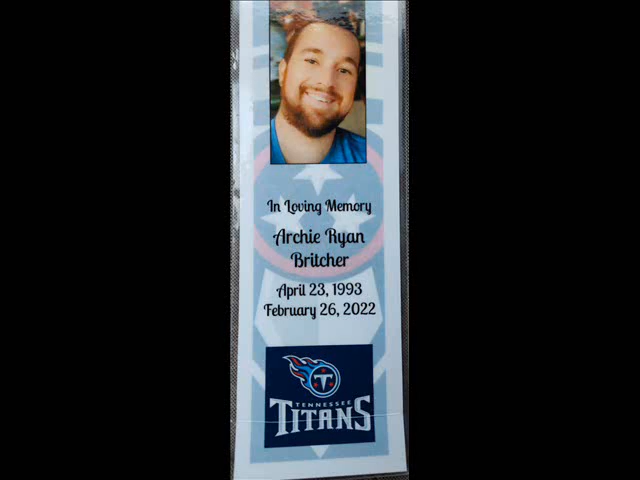 In Loving Memory
Archie Ryan
Britcher
April 23, 1993
February 26, 2022
TENNESSEE
TITANS